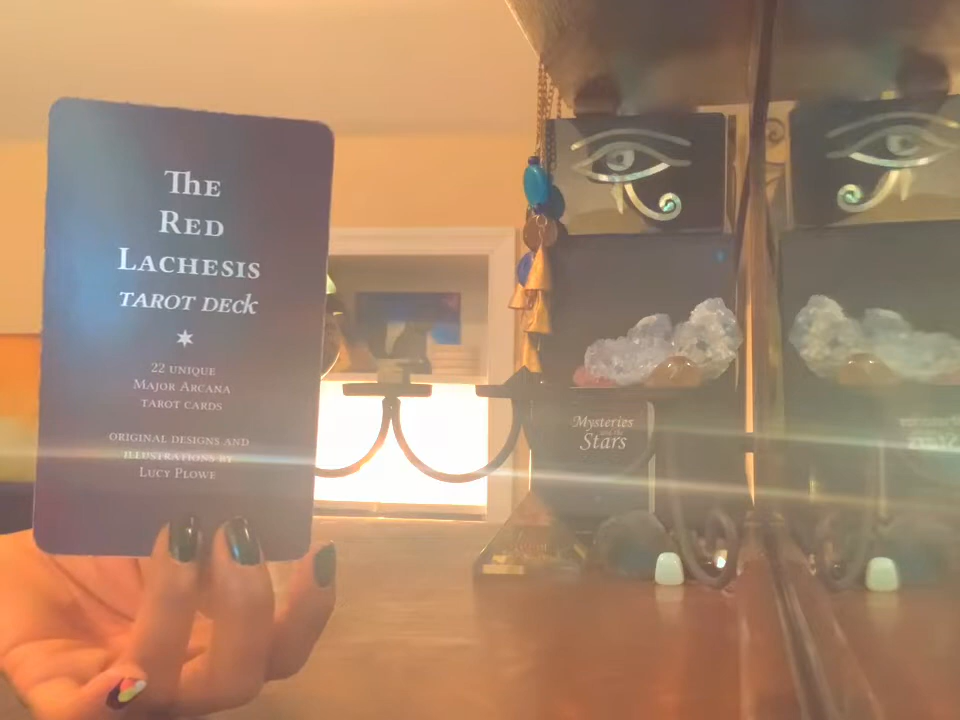 The
Red
Lachesis
tarot deck
22 unique
Major Arcana
tarot cards
original designs and
illustrations by
Lucy Plowe
Mysteries
and the
Stars